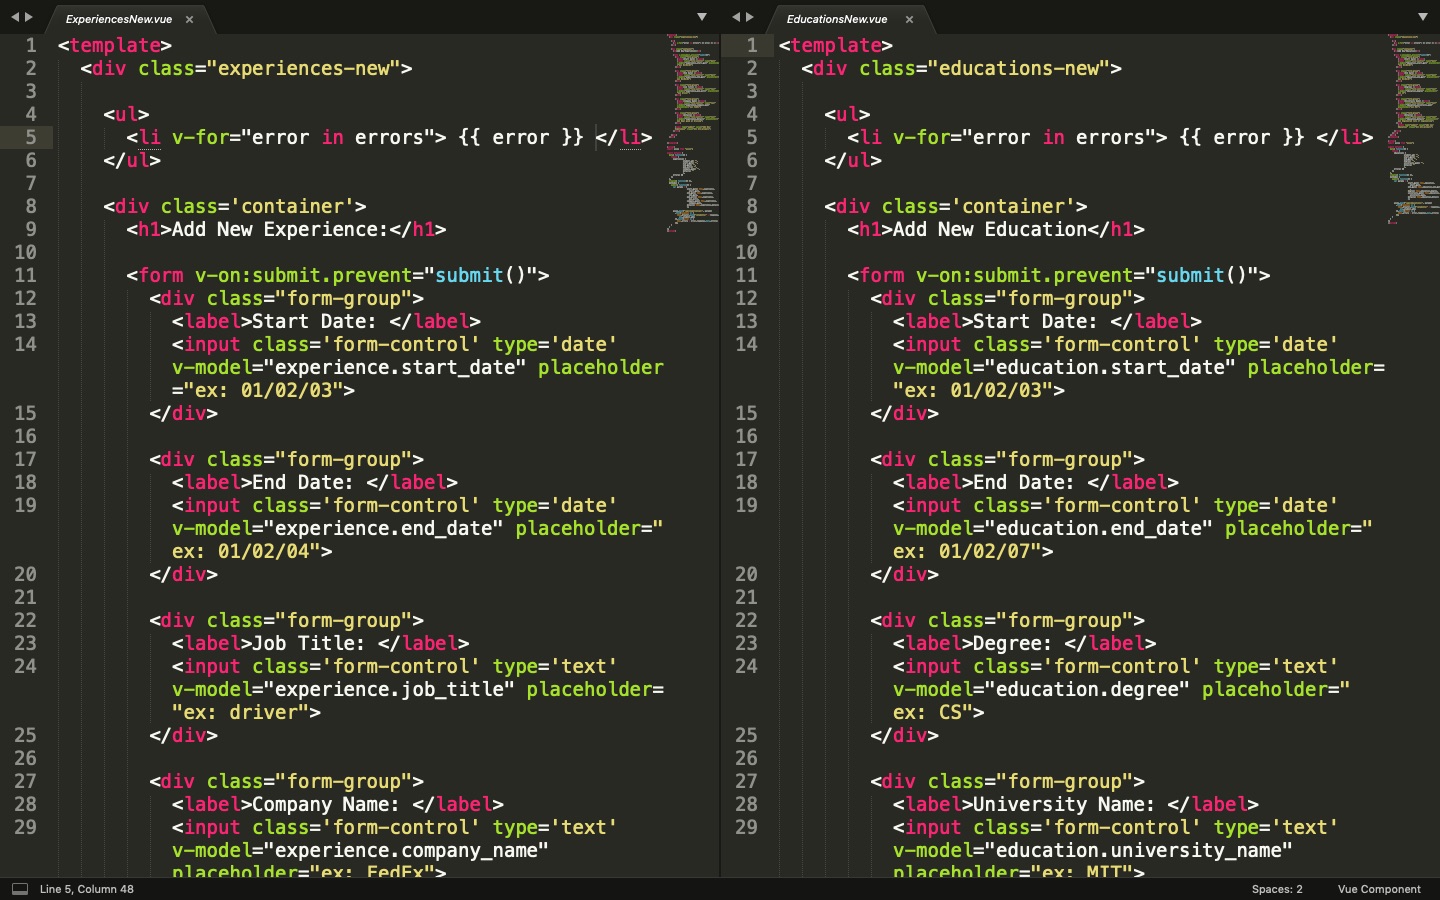 ExperiencesNew.vue ×
1 <template>
2 <div class="experiences-new">
3
4 <ul>
5 <li v-for="error in errors"> {{ error }} </li>
6 </ul>
7
8 <div class='container'>
9 <h1>Add New Experience:</h1>
10
11 <form v-on:submit.prevent="submit()">
12 <div class="form-group">
13 <label>Start Date: </label>
14 <input class='form-control' type='date'
v-model="experience.start_date" placeholder
="ex: 01/02/03">
15 </div>
16
17 <div class="form-group">
18 <label>End Date: </label>
19 <input class='form-control' type='date'
v-model="experience.end_date" placeholder="
ex: 01/02/04">
20 </div>
21
22 <div class="form-group">
23 <label>Job Title: </label>
24 <input class='form-control' type='text'
v-model="experience.job_title" placeholder=
"ex: driver">
25 </div>
26
27 <div class="form-group">
28 <label>Company Name: </label>
29 <input class='form-control' type='text'
v-model="experience.company_name"
placeholder="ex: FedEx">
EducationsNew.vue ×
1 <template>
2 <div class="educations-new">
3
4 <ul>
5 <li v-for="error in errors"> {{ error }} </li>
6 </ul>
7
8 <div class='container'>
9 <h1>Add New Education</h1>
10
11 <form v-on:submit.prevent="submit()">
12 <div class="form-group">
13 <label>Start Date: </label>
14 <input class='form-control' type='date'
v-model="education.start_date" placeholder=
"ex: 01/02/03">
15 </div>
16
17 <div class="form-group">
18 <label>End Date: </label>
19 <input class='form-control' type='date'
v-model="education.end_date" placeholder="
ex: 01/02/07">
20 </div>
21
22 <div class="form-group">
23 <label>Degree: </label>
24 <input class='form-control' type='text'
v-model="education.degree" placeholder="
ex: CS">
25 </div>
26
27 <div class="form-group">
28 <label>University Name: </label>
29 <input class='form-control' type='text'
v-model="education.university_name"
placeholder="ex: MIT">
Line 5, Column 48
Spaces: 2
Vue Component